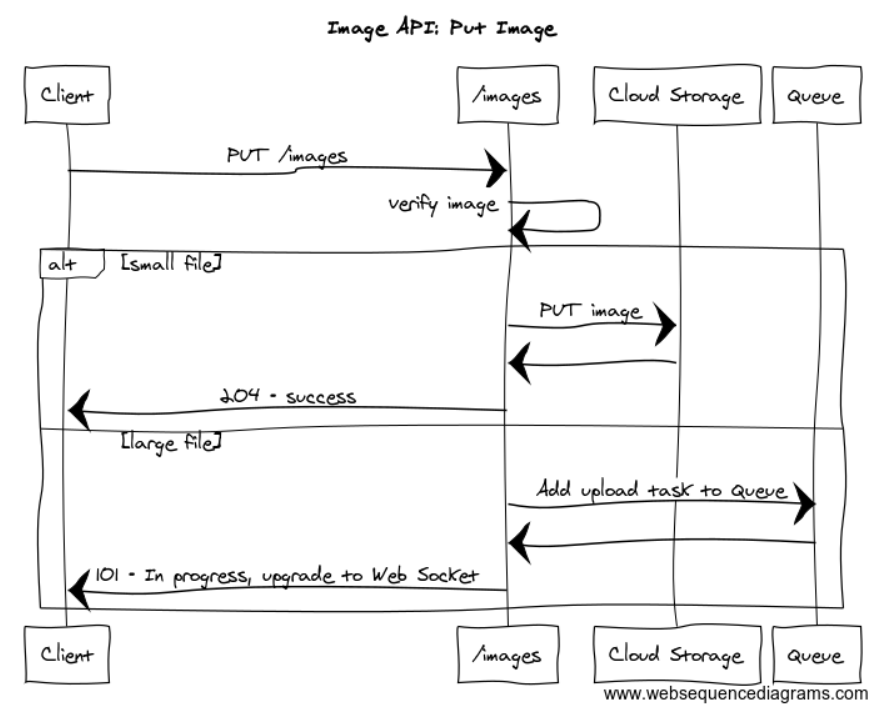 Image API: Put Image
Client
/images
Cloud Storage
Queue
PUT /images
verify image
alt
[small file]
PUT image
204 - success
[large file]
Add upload task to Queue
101 - In progress, upgrade to Web Socket
Client
/images
Cloud Storage
Queue
www.websequencediagrams.com